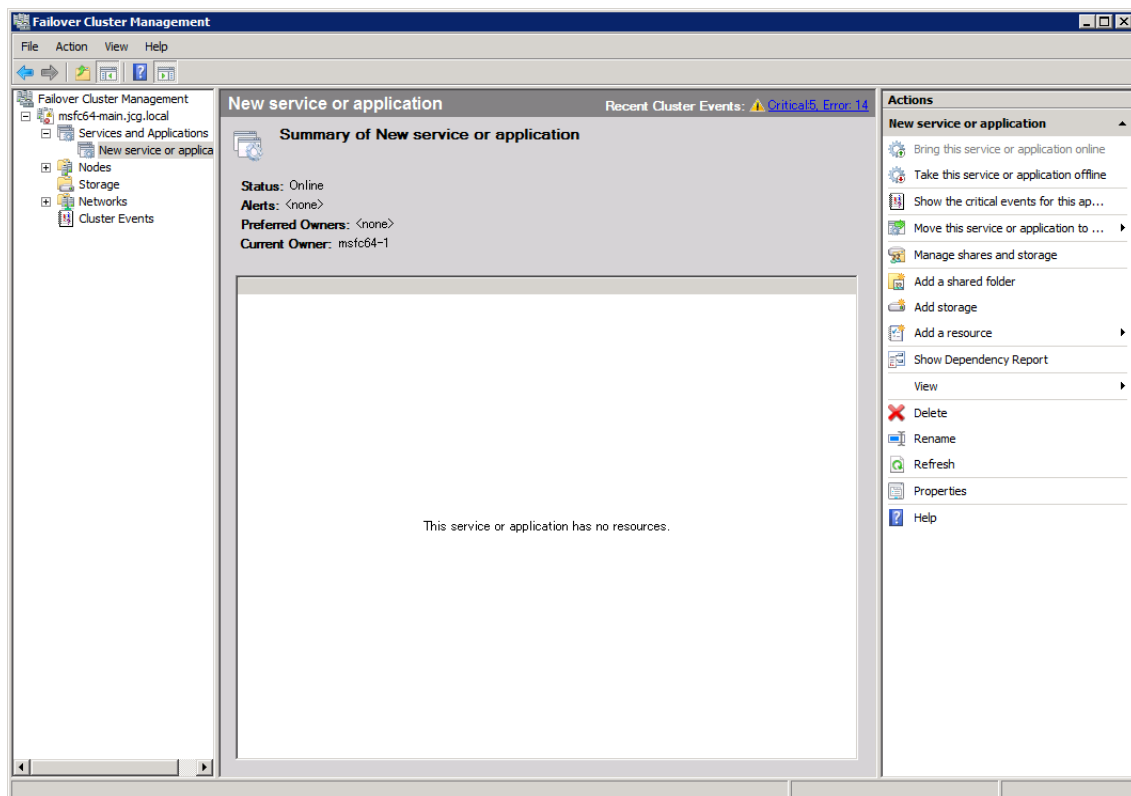 Failover Cluster Management
File Action View Help
Failover Cluster Management
msfc64-main.jcg.local
Services and Applications
New service or applica
Nodes
Storage
Networks
Cluster Events
New service or application
Recent Cluster Events: Critical:5, Error: 14
Summary of New service or application
Status: Online
Alerts: <none>
Preferred Owners: <none>
Current Owner: msfc64-1
This service or application has no resources.
Actions
New service or application
Bring this service or application online
Take this service or application offline
Show the critical events for this ap...
Move this service or application to ...
Manage shares and storage
Add a shared folder
Add storage
Add a resource
Show Dependency Report
View
Delete
Rename
Refresh
Properties
Help